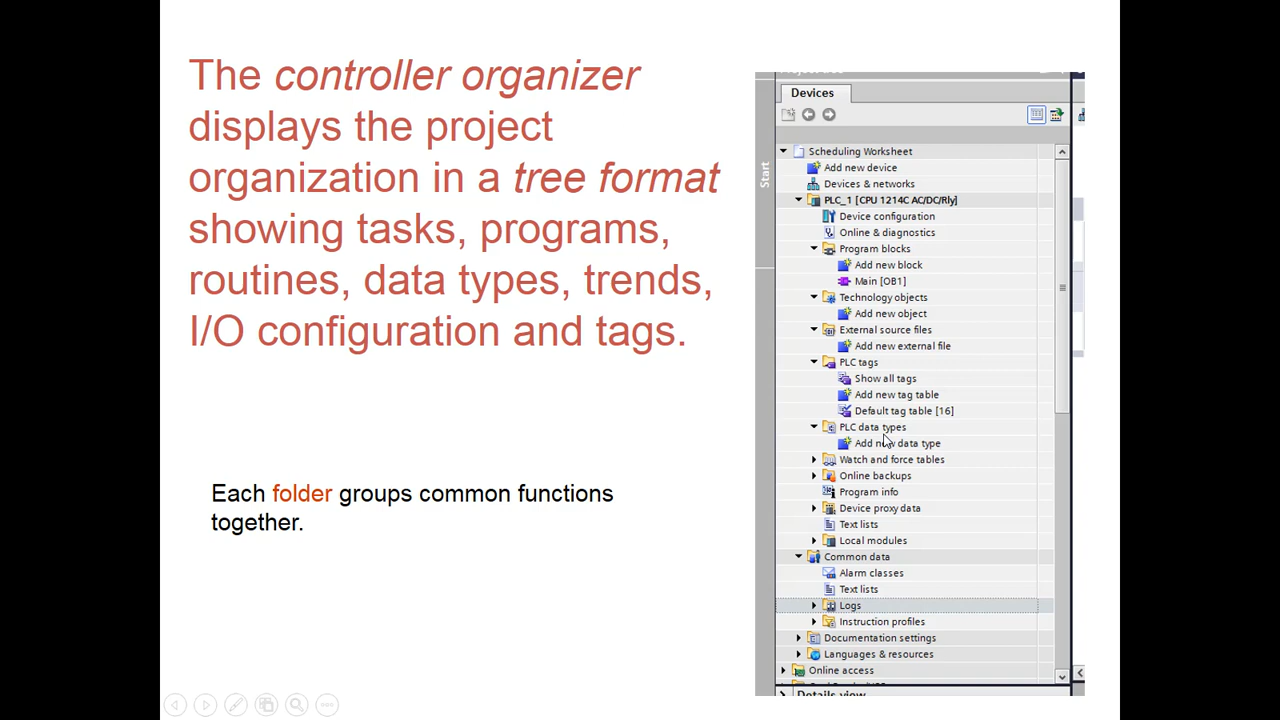 The controller organizer
displays the project
organization in a tree format
showing tasks, programs,
routines, data types, trends,
I/O configuration and tags.
Each folder groups common functions
together.
Devices
Start
Scheduling Worksheet
Add new device
Devices & networks
PLC_1 [CPU 1214C AC/DC/Rly]
Device configuration
Online & diagnostics
Program blocks
Add new block
Main [OB1]
Technology objects
Add new object
External source files
Add new external file
PLC tags
Show all tags
Add new tag table
Default tag table [16]
PLC data types
Add new data type
Watch and force tables
Online backups
Program info
Device proxy data
Text lists
Local modules
Common data
Alarm classes
Text lists
Logs
Instruction profiles
Documentation settings
Languages & resources
Online access
Details view